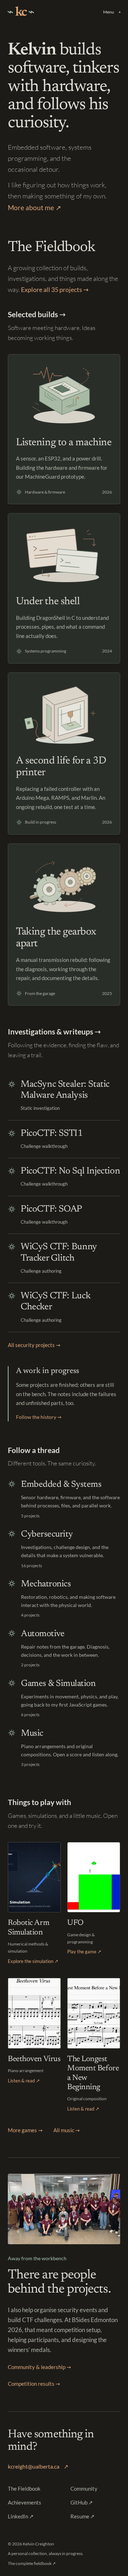 kc
Menu +
Kelvin builds
software, tinkers
with hardware,
and follows his
curiosity.
Embedded software, systems
programming, and the
occasional detour.
I like figuring out how things work,
then making something of my own.
More about me ↗
The Fieldbook
A growing collection of builds,
investigations, and things made along the
way. Explore all 35 projects →
Selected builds →
Software meeting hardware. Ideas
becoming working things.
Listening to a machine
A sensor, an ESP32, and a power drill.
Building the hardware and firmware for
our MachineGuard prototype.
Hardware & firmware
2026
Under the shell
Building DragonShell in C to understand
processes, pipes, and what a command
line actually does.
Systems programming
2024
A second life for a 3D
printer
Replacing a failed controller with an
Arduino Mega, RAMPS, and Marlin. An
ongoing rebuild, one test at a time.
Build in progress
2026
Taking the gearbox
apart
A manual transmission rebuild: following
the diagnosis, working through the
repair, and documenting the details.
From the garage
2025
Investigations & writeups →
Following the evidence, finding the flaw, and
leaving a trail.
MacSync Stealer: Static
Malware Analysis
Static investigation
PicoCTF: SSTI1
Challenge walkthrough
PicoCTF: No Sql Injection
Challenge walkthrough
PicoCTF: SOAP
Challenge walkthrough
WiCyS CTF: Bunny
Tracker Glitch
Challenge authoring
WiCyS CTF: Luck
Checker
Challenge authoring
All security projects →
A work in progress
Some projects are finished; others are still
on the bench. The notes include the failures
and unfinished parts, too.
Follow the history →
Follow a thread
Different tools. The same curiosity.
Embedded & Systems
Sensor hardware, firmware, and the software
behind processes, files, and parallel work.
Cybersecurity
Investigations, challenge design, and the
details that make a system vulnerable.
Mechatronics
Restoration, robotics, and making software
interact with the physical world.
Automotive
Repair notes from the garage. Diagnosis,
decisions, and the work in between.
Games & Simulation
Experiments in movement, physics, and play,
going back to my first JavaScript games.
Music
Piano arrangements and original
compositions. Open a score and listen along.
Things to play with
Games, simulations, and a little music. Open
one and try it.
Simulation
Robotic Arm
Simulation
Numerical methods &
simulation
Explore the simulation ↗
UFO
Game design &
programming
Play the game ↗
Beethoven Virus
Beethoven Virus
Piano arrangement
Listen & read ↗
The Longest
Moment Before
a New
Beginning
Original composition
Listen & read ↗
More games →
All music →
Away from the workbench
There are people
behind the projects.
I also help organise security events
and build CTF challenges. At BSides Edmonton
2026, that meant setting up the event space,
helping participants, and designing the
winners’ medals.
Community & leadership →
Competition results →
Have something in
mind?
kcreight@ualberta.ca ↗
The Fieldbook
Community
Achievements
GitHub ↗
LinkedIn ↗
Resume ↗
© 2026 Kelvin Creighton
A personal collection, always in progress
The complete fieldbook ↗